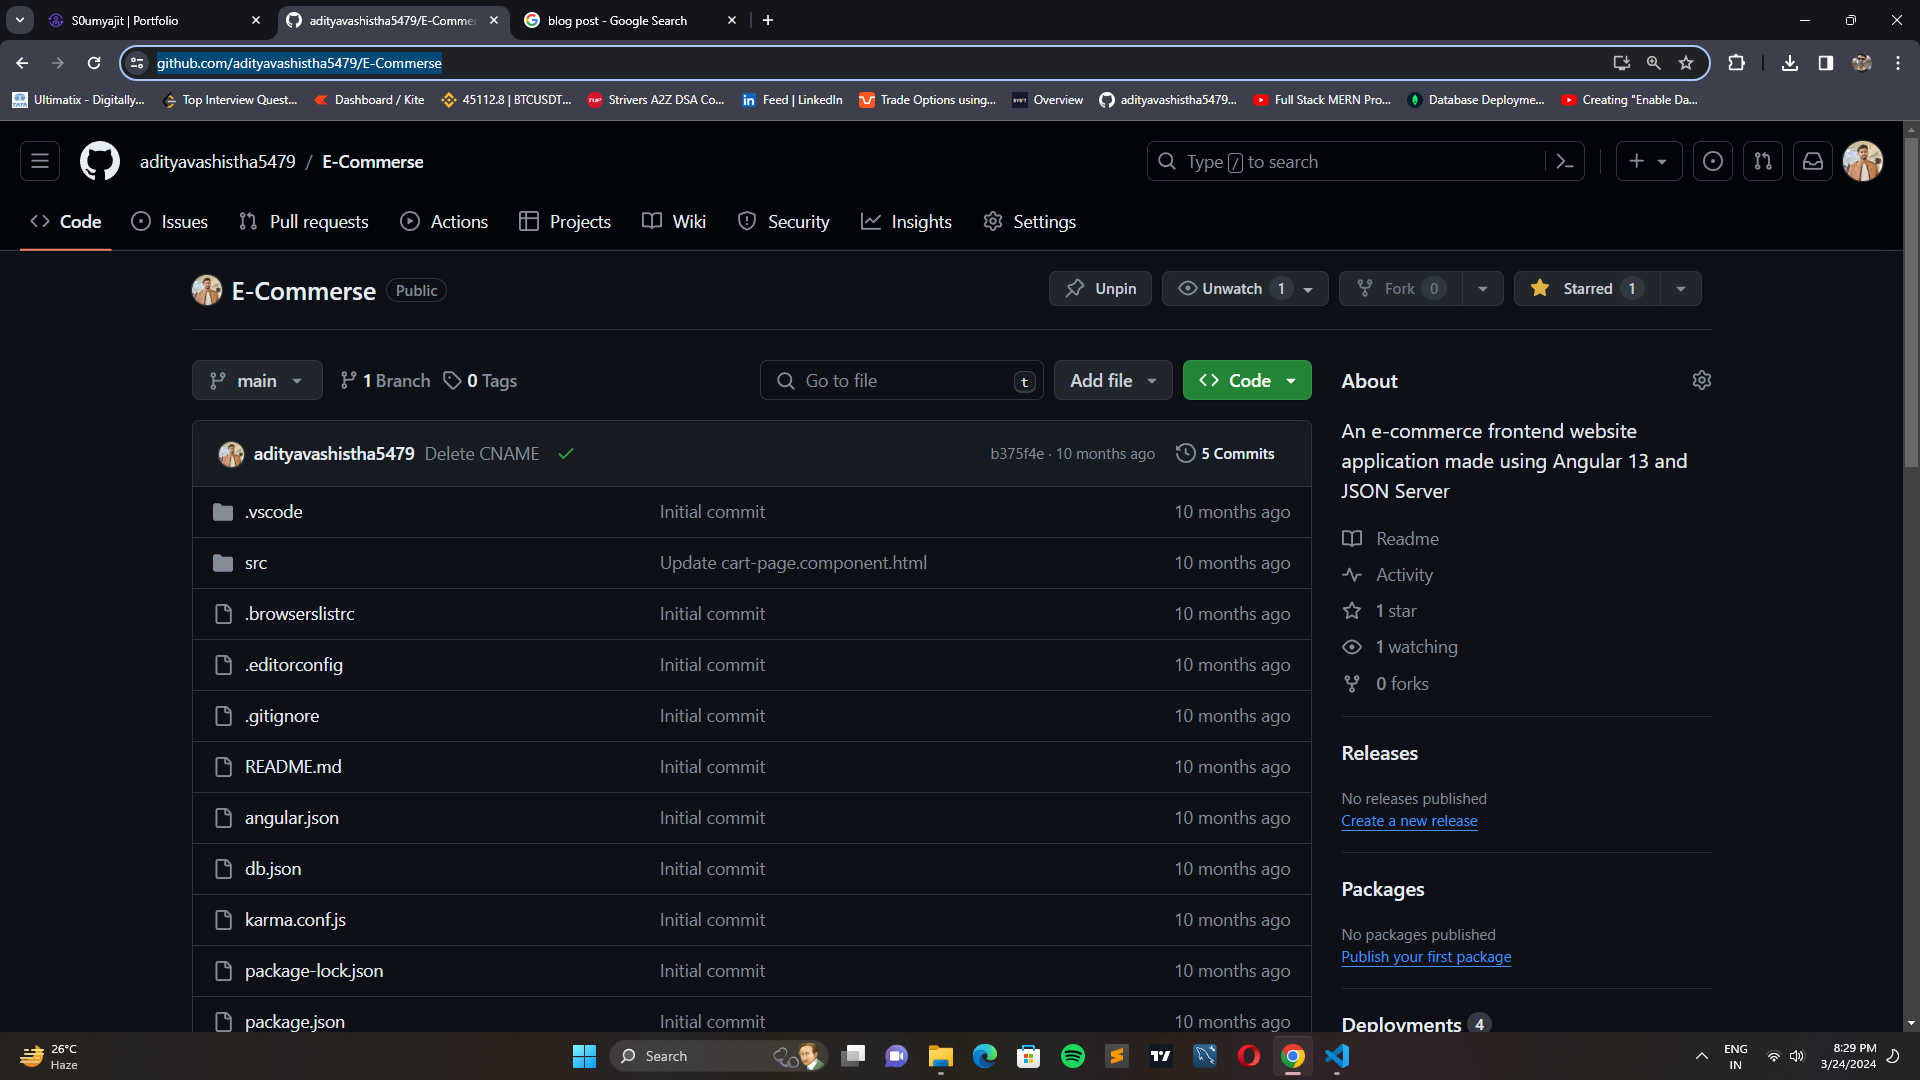 S0umyajit | Portfolio
adityavashistha5479/E-Comme
blog post - Google Search
github.com/adityavashistha5479/E-Commerse
Ultimatix - Digitally...
Top Interview Quest...
Dashboard / Kite
45112.8 | BTCUSDT...
Strivers A2Z DSA Co...
Feed | LinkedIn
Trade Options using...
Overview
adityavashistha5479...
Full Stack MERN Pro...
Database Deployme...
Creating "Enable Da...
adityavashistha5479 / E-Commerse
Type / to search
Code
Issues
Pull requests
Actions
Projects
Wiki
Security
Insights
Settings
E-Commerse Public
Unpin
Unwatch 1
Fork 0
Starred 1
main
1 Branch
0 Tags
Go to file t
Add file
Code
adityavashistha5479 Delete CNAME
b375f4e · 10 months ago
5 Commits
.vscode Initial commit 10 months ago
src Update cart-page.component.html 10 months ago
.browserslistrc Initial commit 10 months ago
.editorconfig Initial commit 10 months ago
.gitignore Initial commit 10 months ago
README.md Initial commit 10 months ago
angular.json Initial commit 10 months ago
db.json Initial commit 10 months ago
karma.conf.js Initial commit 10 months ago
package-lock.json Initial commit 10 months ago
package.json Initial commit 10 months ago
About
An e-commerce frontend website
application made using Angular 13 and
JSON Server
Readme
Activity
1 star
1 watching
0 forks
Releases
No releases published
Create a new release
Packages
No packages published
Publish your first package
Deployments 4
26°C
Haze
Search
ENG
IN
8:29 PM
3/24/2024